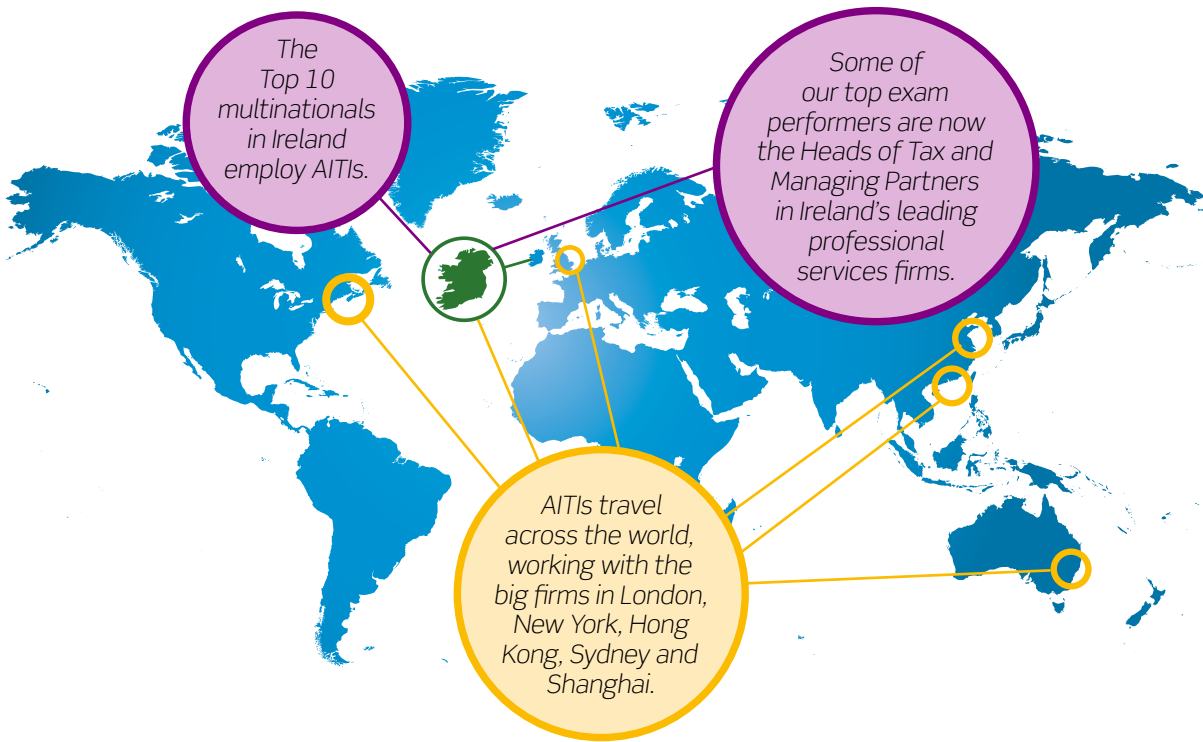 The
Top 10
multinationals
in Ireland
employ AITIs.
Some of
our top exam
performers are now
the Heads of Tax and
Managing Partners
in Ireland's leading
professional
services firms.
AITIs travel
across the world,
working with the
big firms in London,
New York, Hong
Kong, Sydney and
Shanghai.